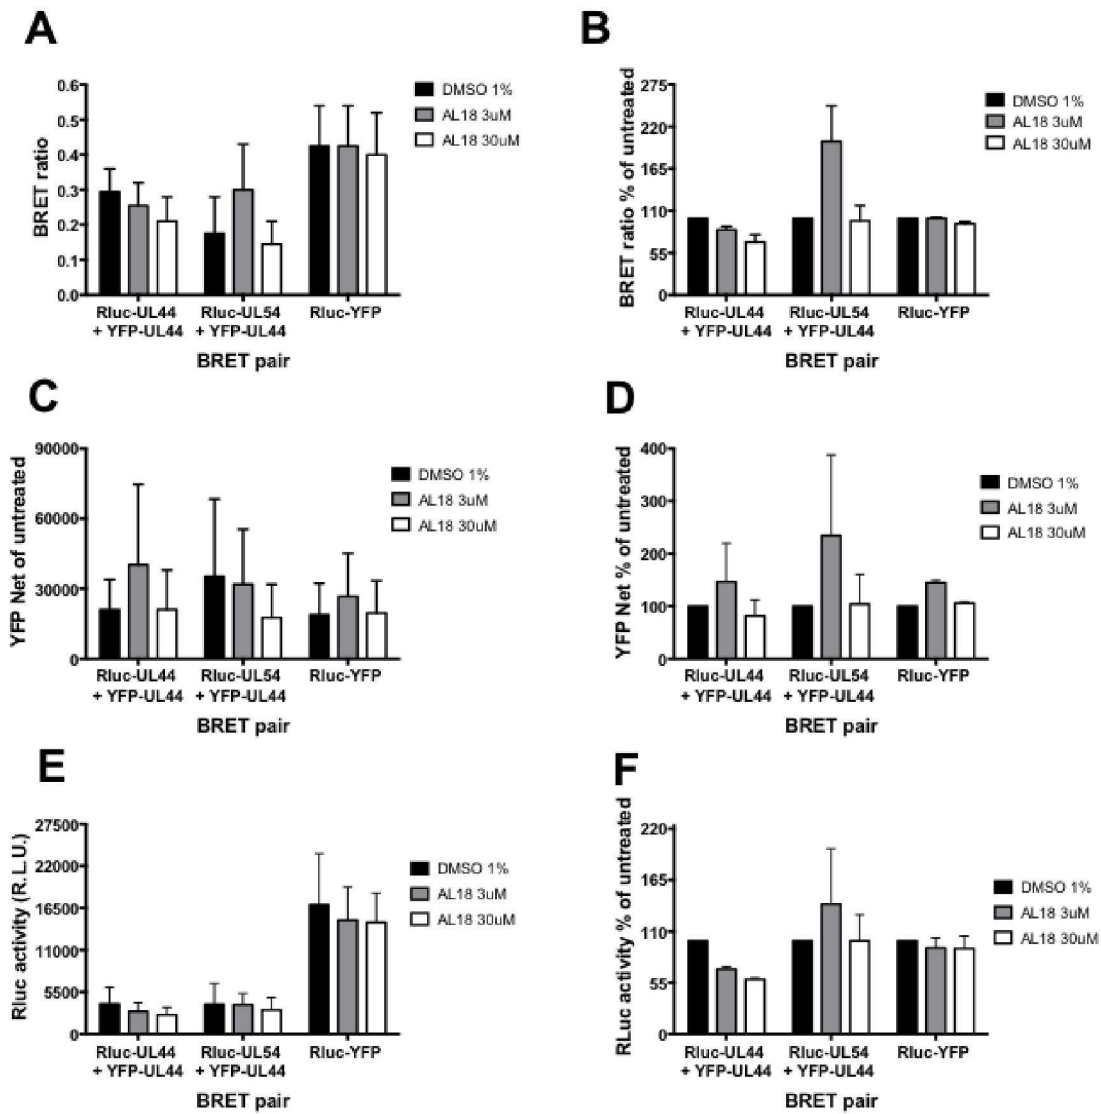 A
BRET ratio
0.6
0.5
0.4
0.3
0.2
0.1
0.0
DMSO 1%
AL18 3uM
AL18 30uM
Rluc-UL44
+ YFP-UL44
Rluc-UL54
+ YFP-UL44
Rluc-YFP
BRET pair
B
BRET ratio % of untreated
275
220
165
110
55
0
DMSO 1%
AL18 3uM
AL18 30uM
Rluc-UL44
+ YFP-UL44
Rluc-UL54
+ YFP-UL44
Rluc-YFP
BRET pair
C
YFP Net of untreated
90000
60000
30000
0
DMSO 1%
AL18 3uM
AL18 30uM
Rluc-UL44
+ YFP-UL44
Rluc-UL54
+ YFP-UL44
Rluc-YFP
BRET pair
D
YFP Net % of untreated
400
300
200
100
0
DMSO 1%
AL18 3uM
AL18 30uM
Rluc-UL44
+ YFP-UL44
Rluc-UL54
+ YFP-UL44
Rluc-YFP
BRET pair
E
Rluc activity (R.L.U.)
27500
22000
16500
11000
5500
0
DMSO 1%
AL18 3uM
AL18 30uM
Rluc-UL44
+ YFP-UL44
Rluc-UL54
+ YFP-UL44
Rluc-YFP
BRET pair
F
RLuc activity % of untreated
220
165
110
55
0
DMSO 1%
AL18 3uM
AL18 30uM
Rluc-UL44
+ YFP-UL44
Rluc-UL54
+ YFP-UL44
Rluc-YFP
BRET pair